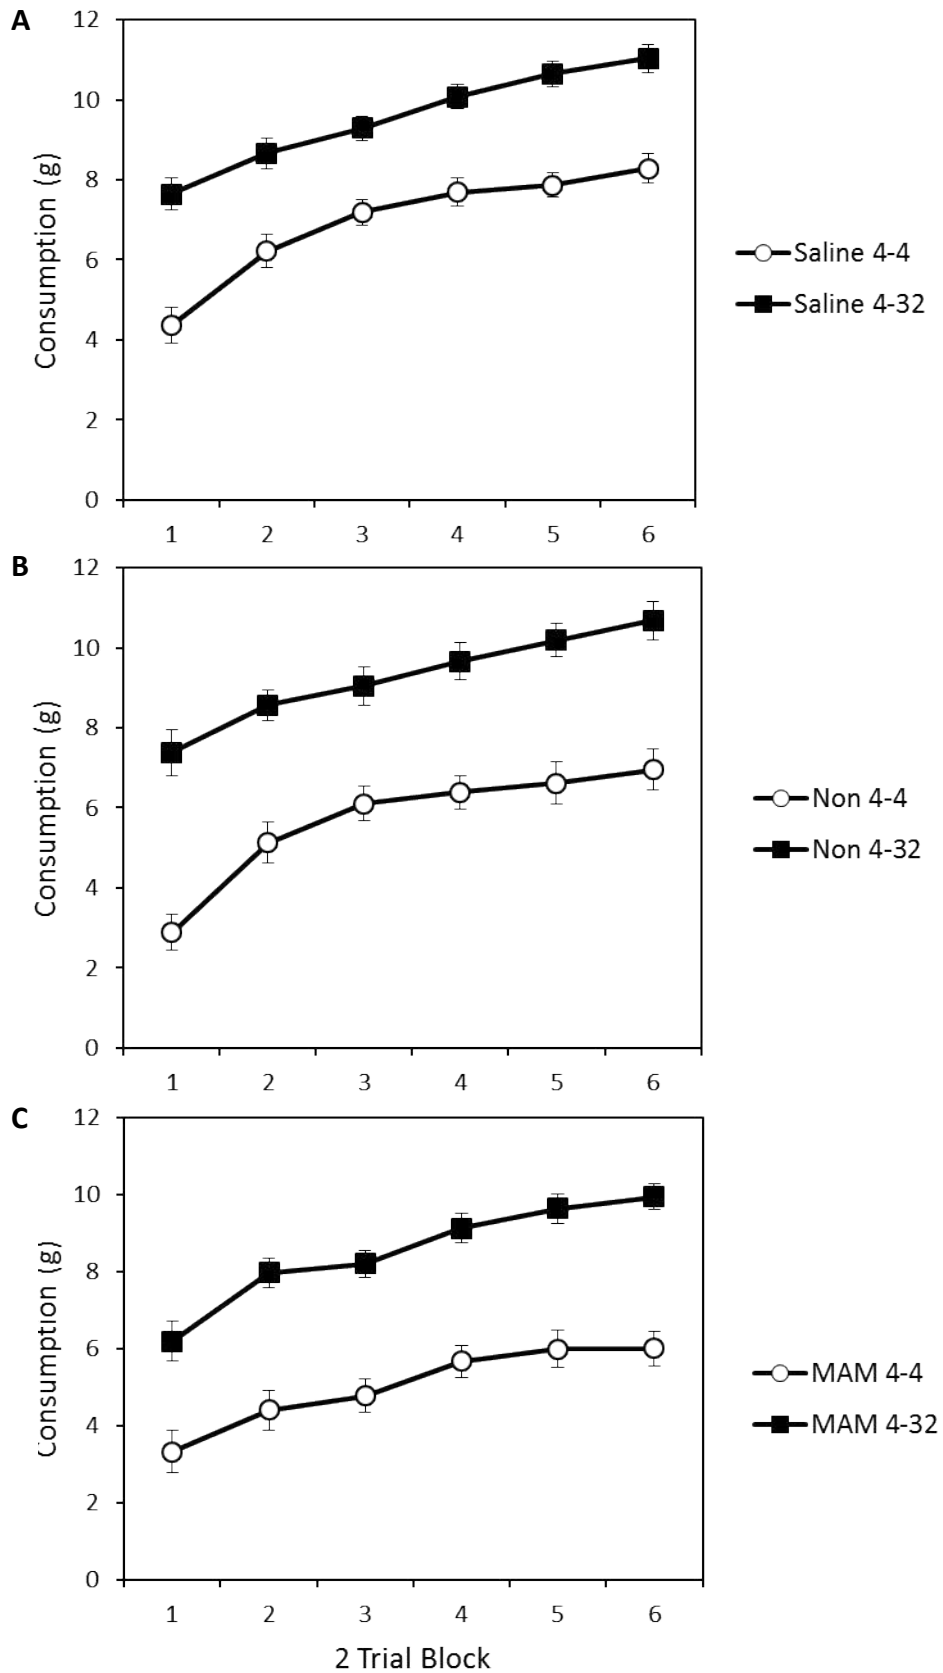 A
12
10
8
6
4
2
0
Consumption (g)
1 2 3 4 5 6
Saline 4-4
Saline 4-32
B
12
10
8
6
4
2
0
Consumption (g)
1 2 3 4 5 6
Non 4-4
Non 4-32
C
12
10
8
6
4
2
0
Consumption (g)
1 2 3 4 5 6
MAM 4-4
MAM 4-32
2 Trial Block